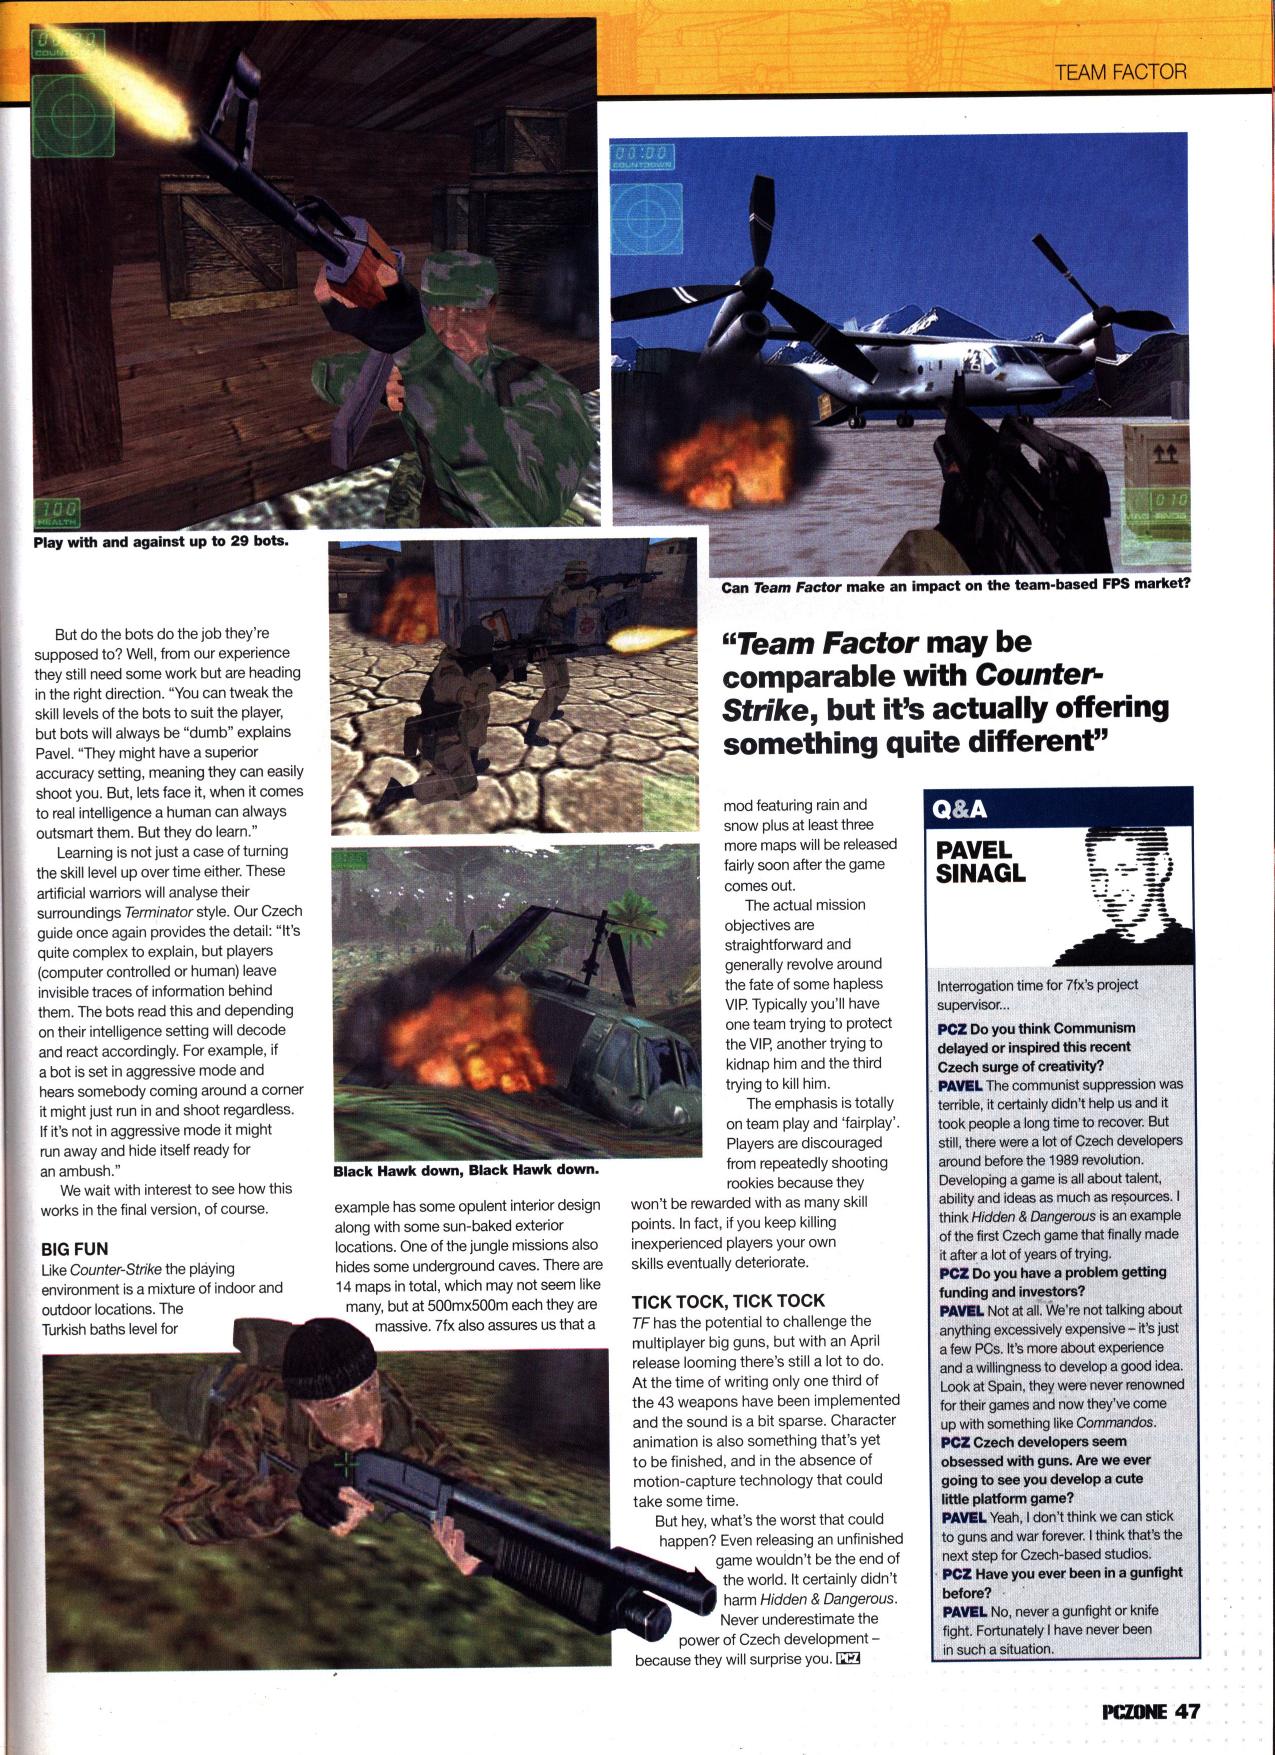 TEAM FACTOR
00:00
COUNTDOWN
100
HEALTH
Play with and against up to 29 bots.
00:00
COUNTDOWN
010
Can Team Factor make an impact on the team-based FPS market?
But do the bots do the job they're
supposed to? Well, from our experience
they still need some work but are heading
in the right direction. “You can tweak the
skill levels of the bots to suit the player,
but bots will always be “dumb” explains
Pavel. “They might have a superior
accuracy setting, meaning they can easily
shoot you. But, lets face it, when it comes
to real intelligence a human can always
outsmart them. But they do learn.”
Learning is not just a case of turning
the skill level up over time either. These
artificial warriors will analyse their
surroundings Terminator style. Our Czech
guide once again provides the detail: “It's
quite complex to explain, but players
(computer controlled or human) leave
invisible traces of information behind
them. The bots read this and depending
on their intelligence setting will decode
and react accordingly. For example, if
a bot is set in aggressive mode and
hears somebody coming around a corner
it might just run in and shoot regardless.
If it's not in aggressive mode it might
run away and hide itself ready for
an ambush.”
We wait with interest to see how this
works in the final version, of course.
BIG FUN
Like Counter-Strike the playing
environment is a mixture of indoor and
outdoor locations. The
Turkish baths level for
Black Hawk down, Black Hawk down.
example has some opulent interior design
along with some sun-baked exterior
locations. One of the jungle missions also
hides some underground caves. There are
14 maps in total, which may not seem like
many, but at 500mx500m each they are
massive. 7fx also assures us that a
“Team Factor may be
comparable with Counter-
Strike, but it's actually offering
something quite different”
mod featuring rain and
snow plus at least three
more maps will be released
fairly soon after the game
comes out.
The actual mission
objectives are
straightforward and
generally revolve around
the fate of some hapless
VIP. Typically you'll have
one team trying to protect
the VIP, another trying to
kidnap him and the third
trying to kill him.
The emphasis is totally
on team play and ‘fairplay’.
Players are discouraged
from repeatedly shooting
rookies because they
won't be rewarded with as many skill
points. In fact, if you keep killing
inexperienced players your own
skills eventually deteriorate.
TICK TOCK, TICK TOCK
TF has the potential to challenge the
multiplayer big guns, but with an April
release looming there's still a lot to do.
At the time of writing only one third of
the 43 weapons have been implemented
and the sound is a bit sparse. Character
animation is also something that's yet
to be finished, and in the absence of
motion-capture technology that could
take some time.
But hey, what's the worst that could
happen? Even releasing an unfinished
game wouldn't be the end of
the world. It certainly didn't
harm Hidden & Dangerous.
Never underestimate the
power of Czech development –
because they will surprise you. PCZ
Q&A
PAVEL
SINAGL
Interrogation time for 7fx's project
supervisor...
PCZ Do you think Communism
delayed or inspired this recent
Czech surge of creativity?
PAVEL The communist suppression was
terrible, it certainly didn't help us and it
took people a long time to recover. But
still, there were a lot of Czech developers
around before the 1989 revolution.
Developing a game is all about talent,
ability and ideas as much as resources. I
think Hidden & Dangerous is an example
of the first Czech game that finally made
it after a lot of years of trying.
PCZ Do you have a problem getting
funding and investors?
PAVEL Not at all. We're not talking about
anything excessively expensive – it's just
a few PCs. It's more about experience
and a willingness to develop a good idea.
Look at Spain, they were never renowned
for their games and now they've come
up with something like Commandos.
PCZ Czech developers seem
obsessed with guns. Are we ever
going to see you develop a cute
little platform game?
PAVEL Yeah, I don't think we can stick
to guns and war forever. I think that's the
next step for Czech-based studios.
PCZ Have you ever been in a gunfight
before?
PAVEL No, never a gunfight or knife
fight. Fortunately I have never been
in such a situation.
PCZONE 47